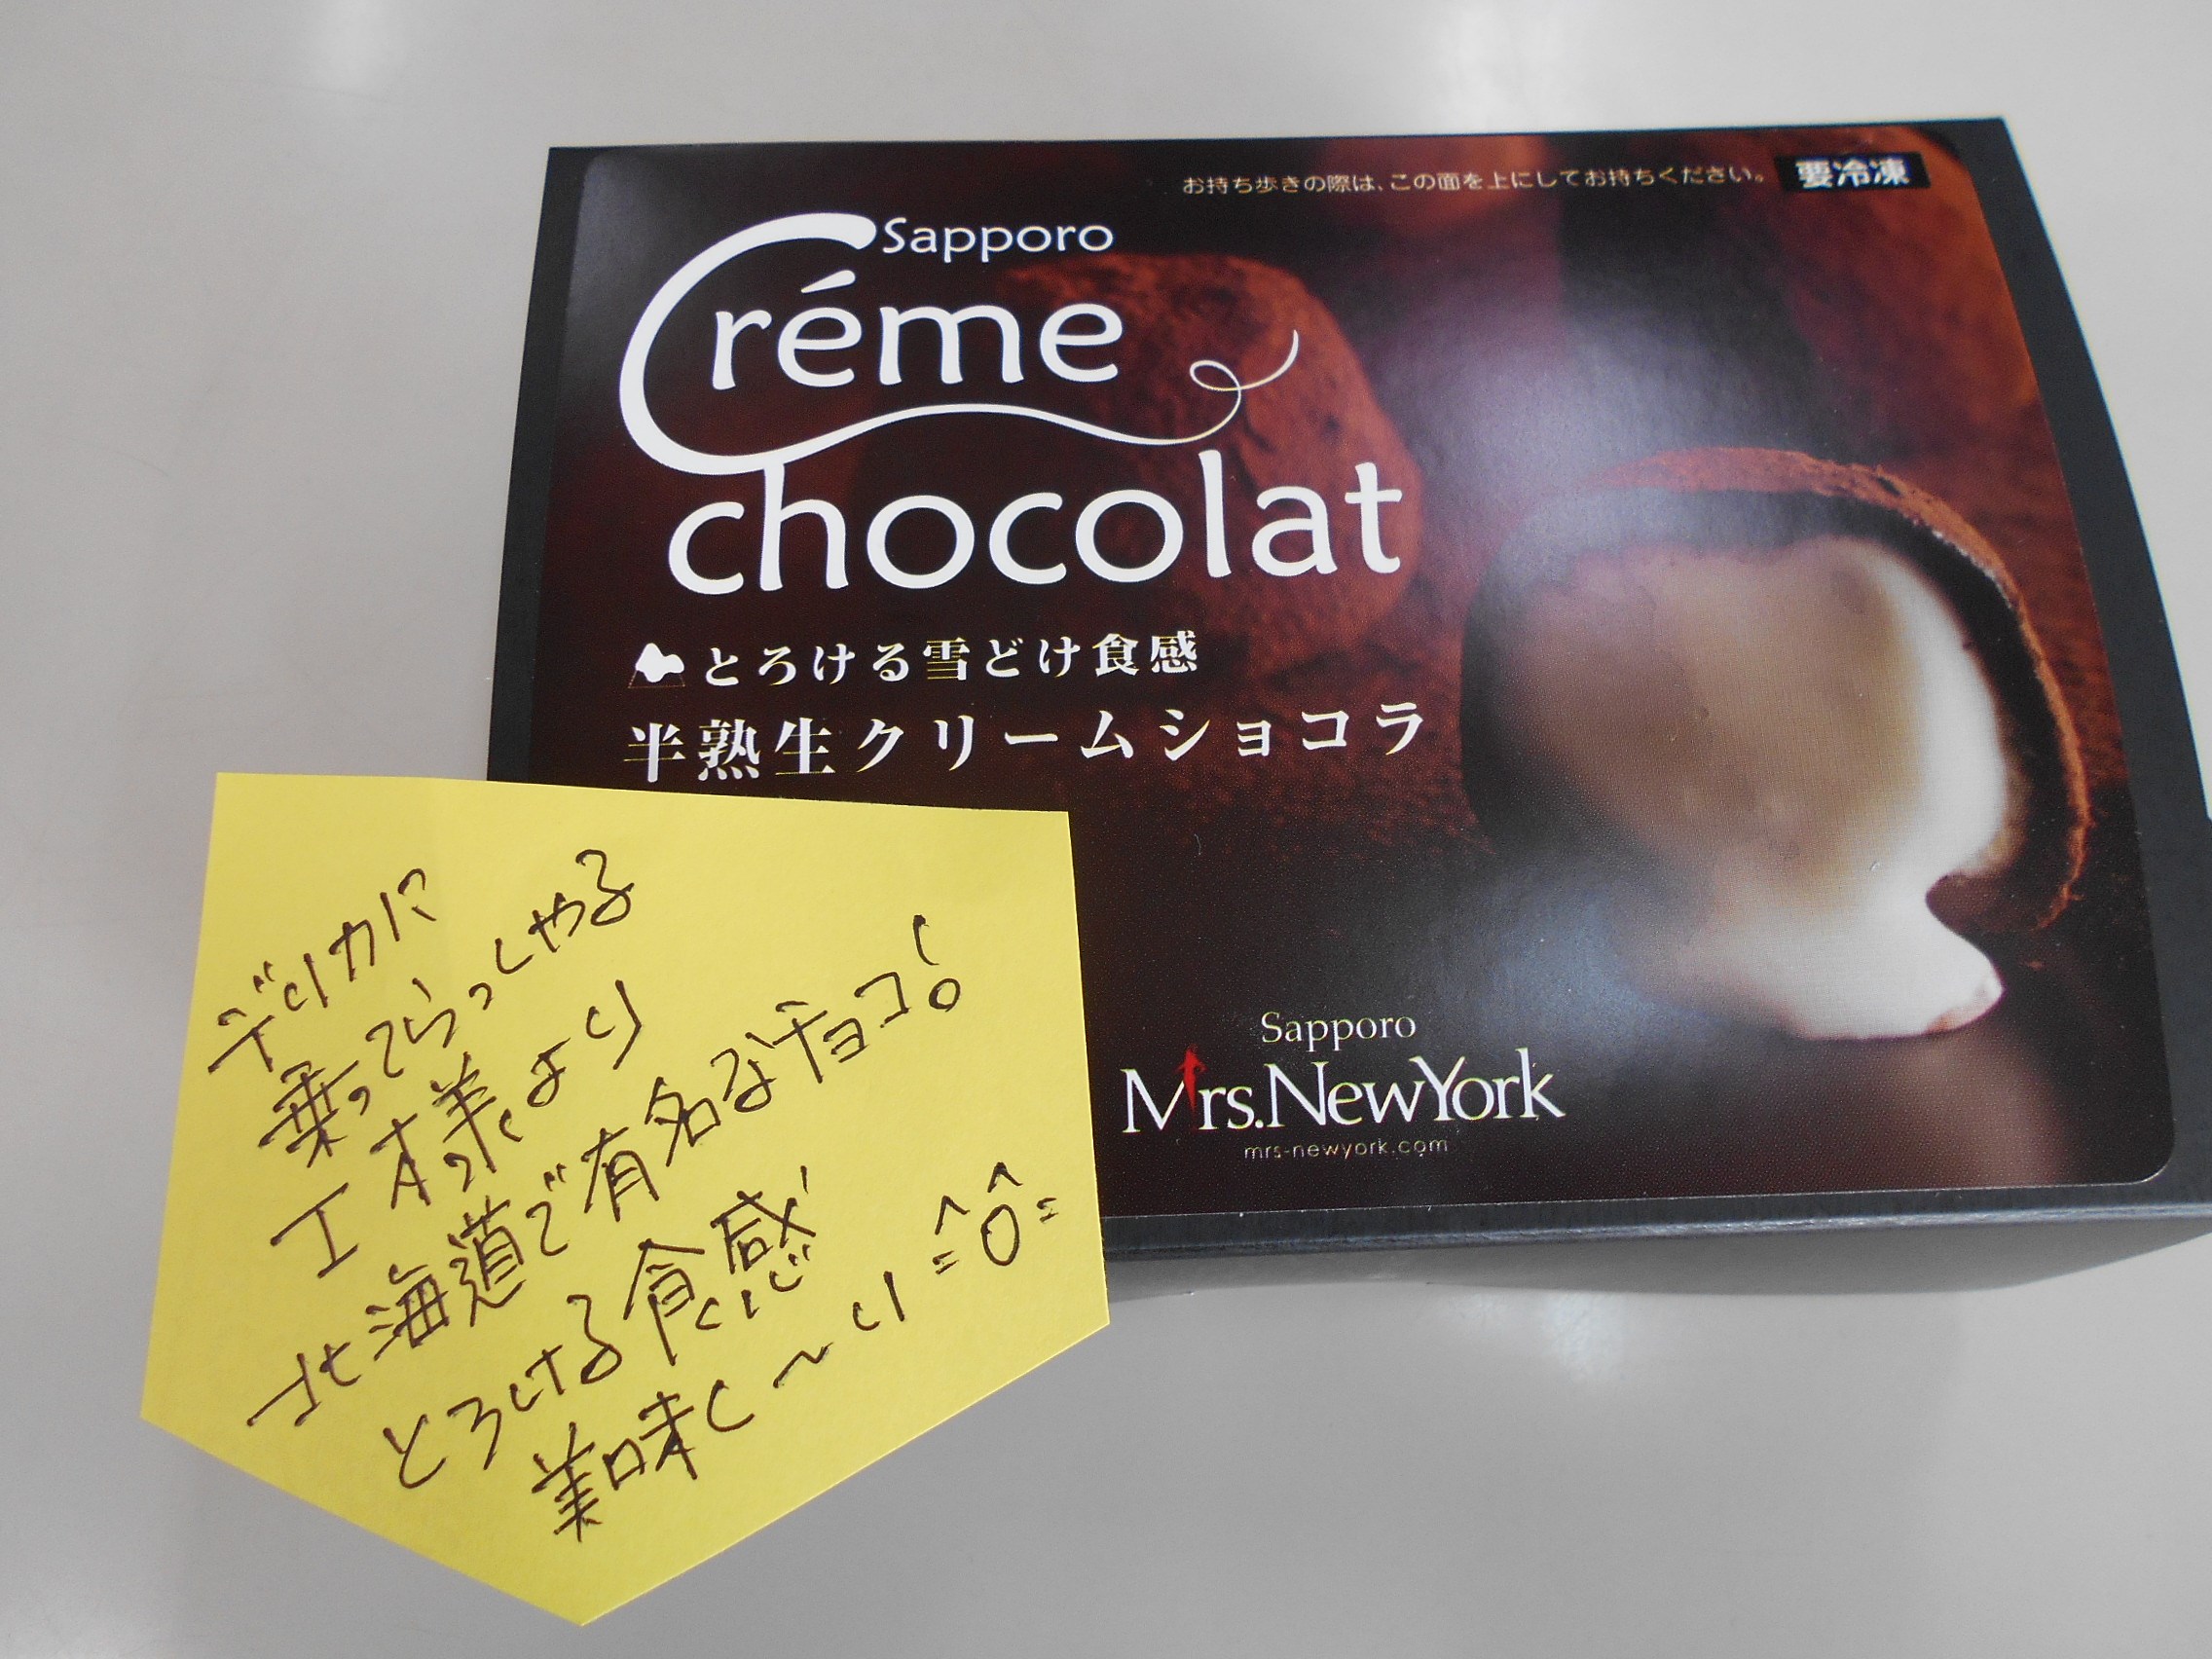 お持ち歩きの際は、この面を上にしてお持ちください。 要冷凍
Sapporo
Créme
chocolat
とろける雪どけ食感
半熟生クリームショコラ
Sapporo
Mrs.NewYork
mrs-newyork.com
デリカに
乗ってらっしゃる
工様より
北海道で有名なチョコ!
とろける食感
美味し〜い =^0^=